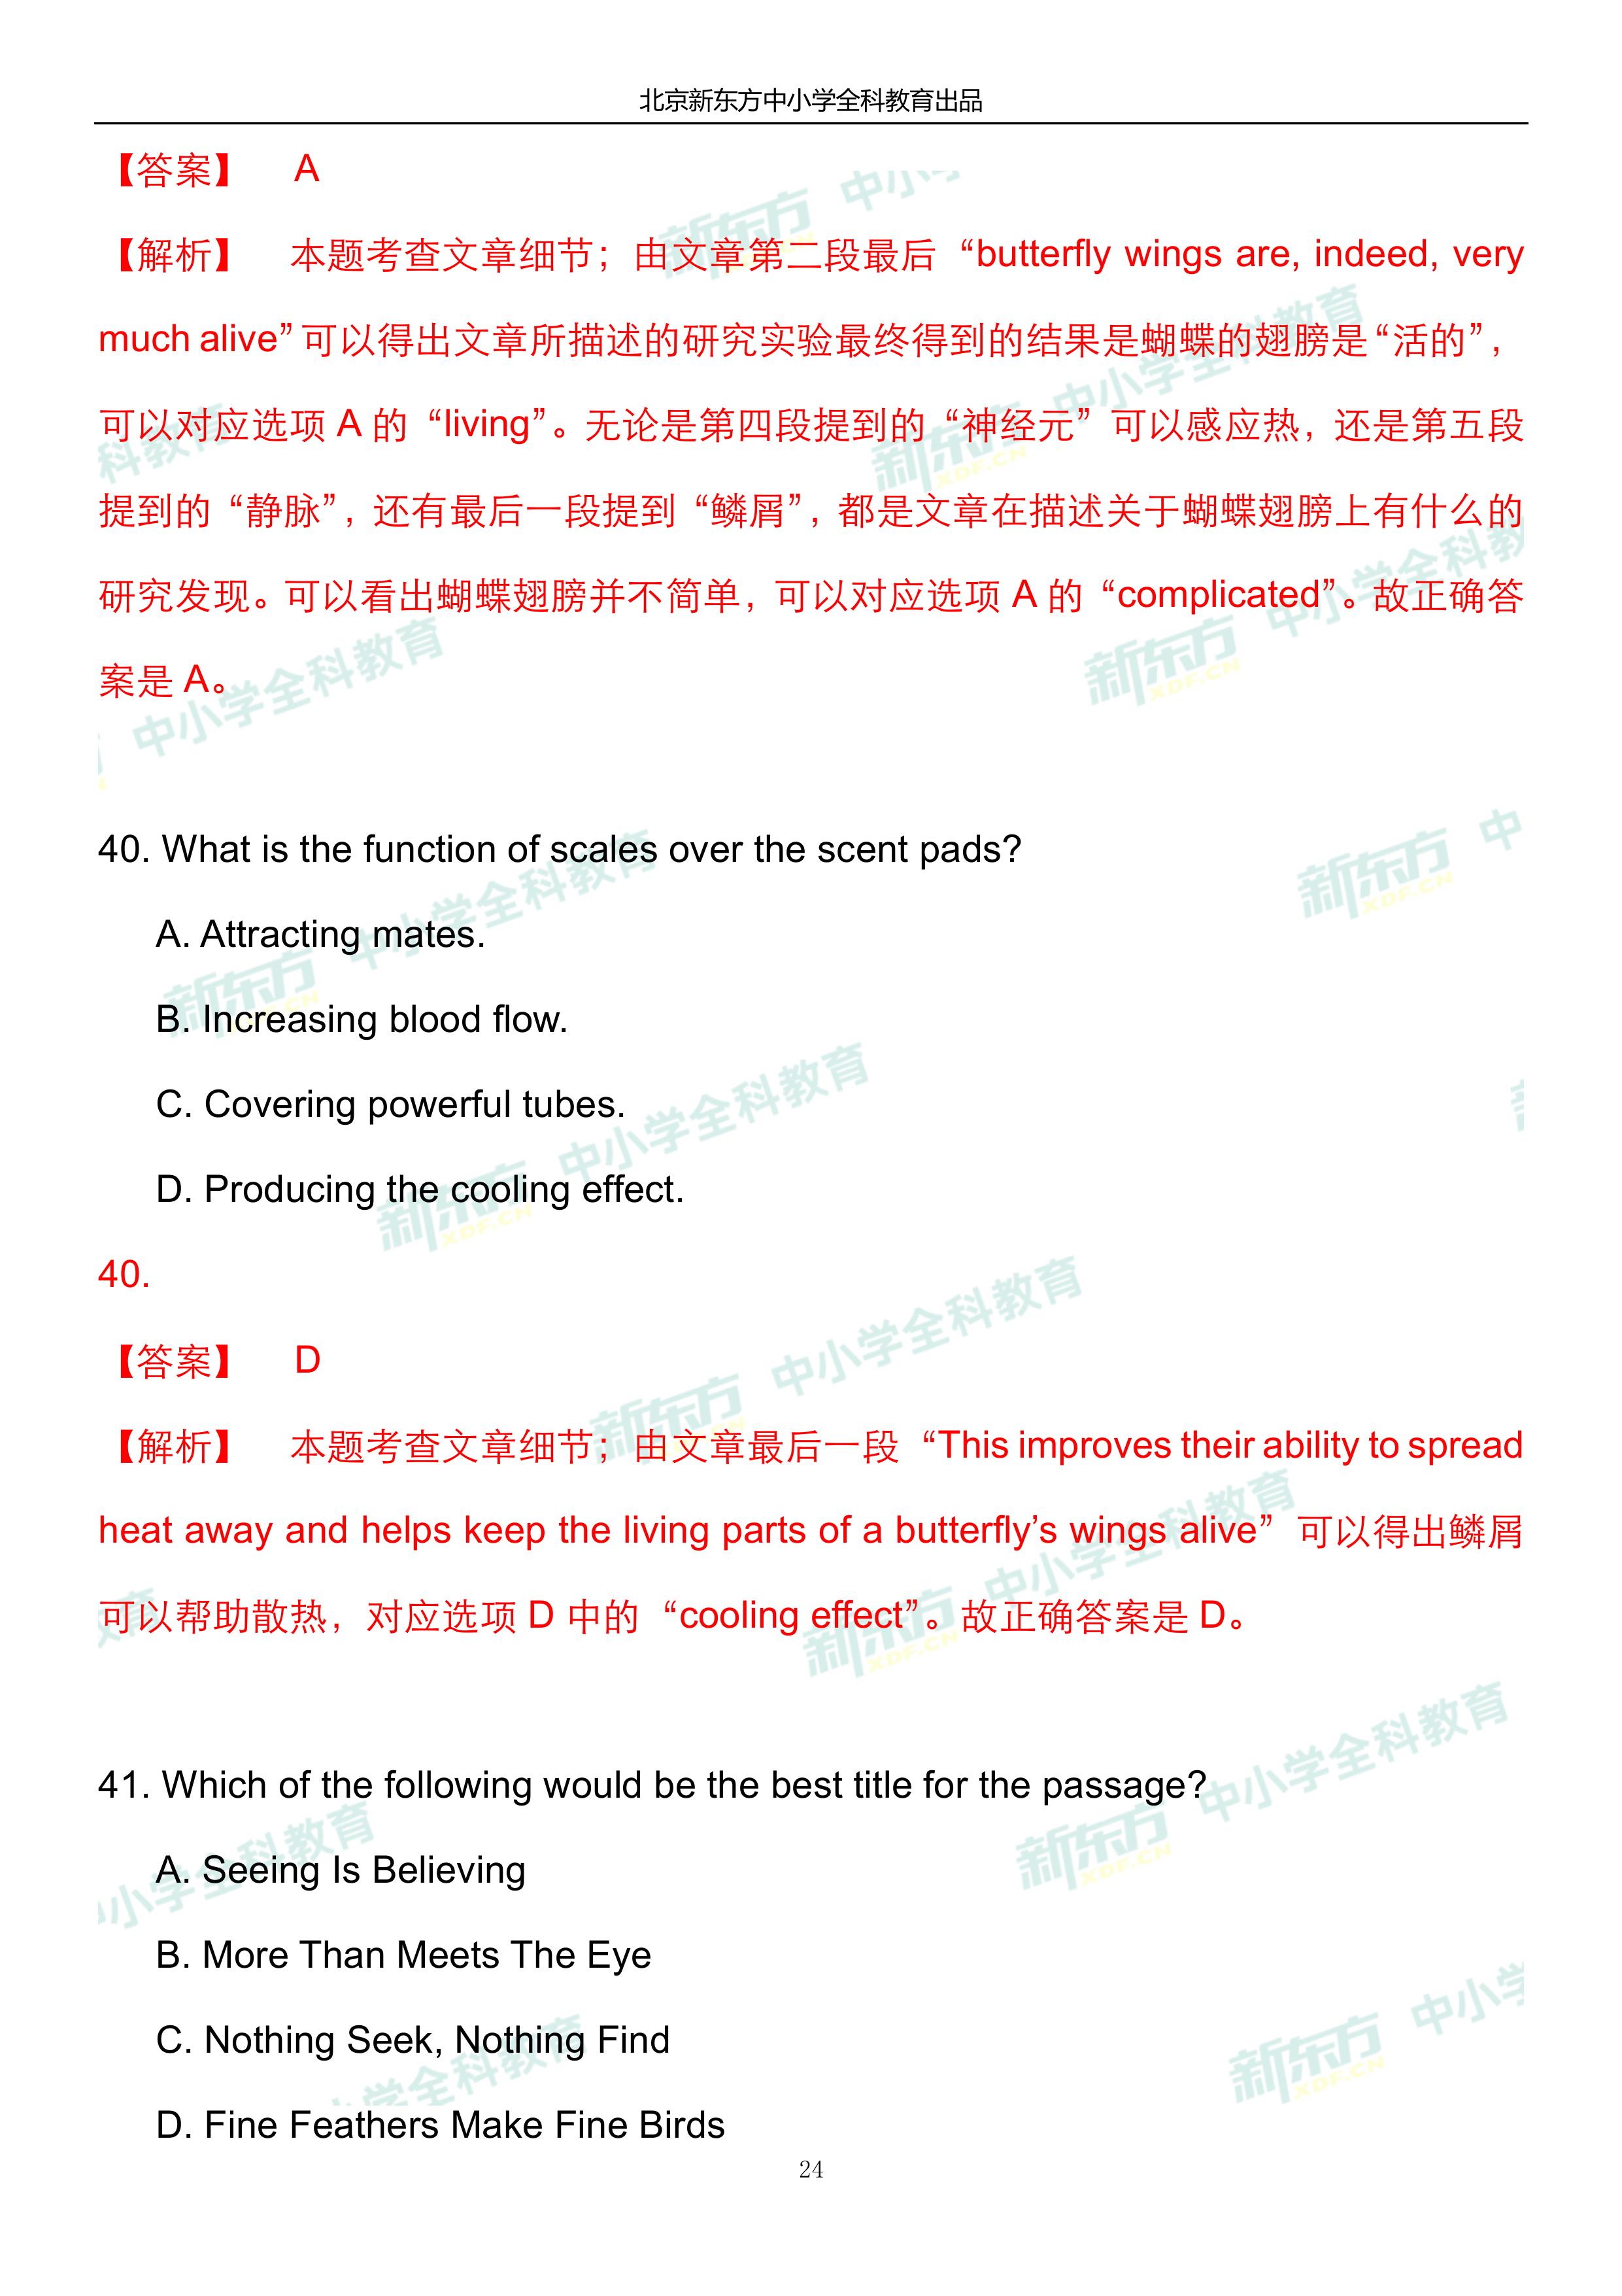 北京新东方中小学全科教育出品
【答案】 A
【解析】 本题考查文章细节；由文章第二段最后“butterfly wings are, indeed, very
much alive”可以得出文章所描述的研究实验最终得到的结果是蝴蝶的翅膀是“活的”，
可以对应选项 A 的“living”。无论是第四段提到的“神经元”可以感应热，还是第五段
提到的“静脉”，还有最后一段提到“鳞屑”，都是文章在描述关于蝴蝶翅膀上有什么的
研究发现。可以看出蝴蝶翅膀并不简单，可以对应选项 A 的“complicated”。故正确答
案是 A。
40. What is the function of scales over the scent pads?
A. Attracting mates.
B. Increasing blood flow.
C. Covering powerful tubes.
D. Producing the cooling effect.
40.
【答案】 D
【解析】 本题考查文章细节；由文章最后一段“This improves their ability to spread
heat away and helps keep the living parts of a butterfly’s wings alive”可以得出鳞屑
可以帮助散热，对应选项 D 中的“cooling effect”。故正确答案是 D。
41. Which of the following would be the best title for the passage?
A. Seeing Is Believing
B. More Than Meets The Eye
C. Nothing Seek, Nothing Find
D. Fine Feathers Make Fine Birds
24